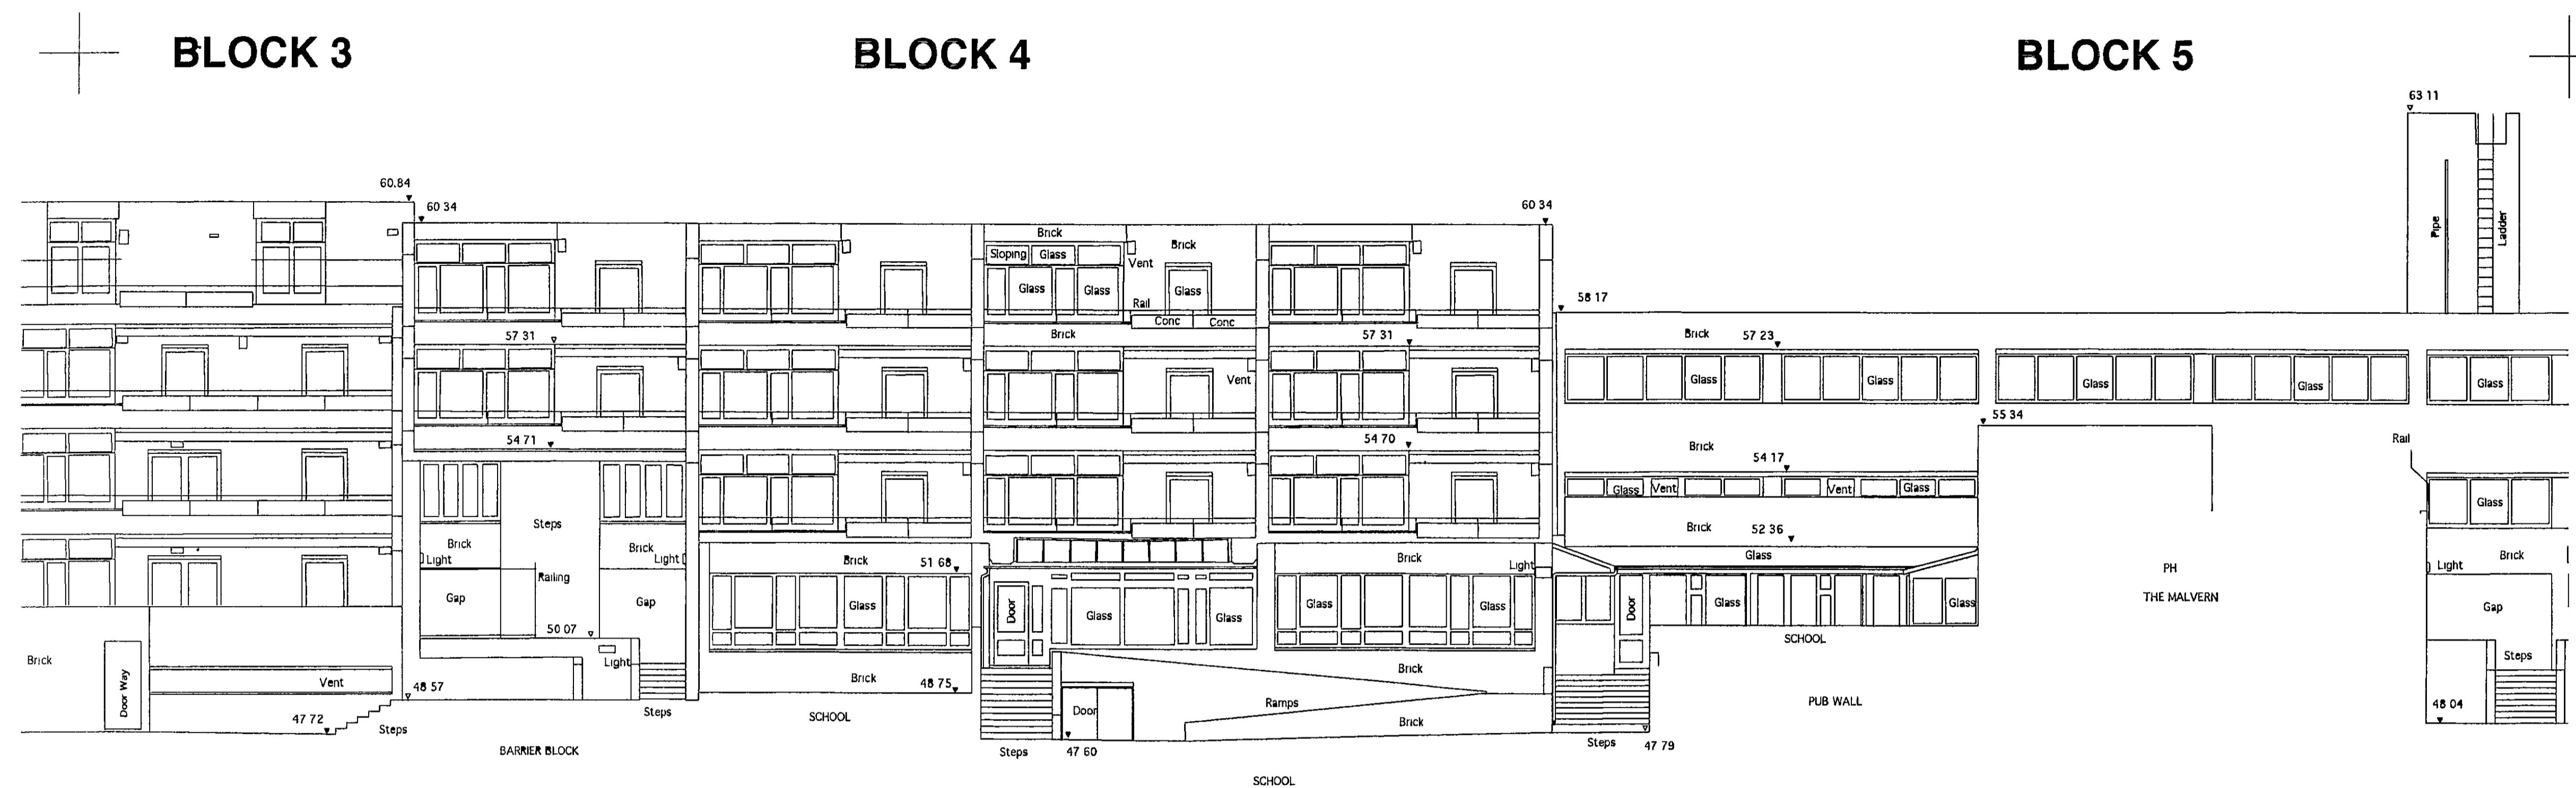 BLOCK 3
BLOCK 4
BLOCK 5
63 11
60.84
60 34
60 34
Brick
Brick
Sloping
Glass
Vent
Glass
Glass
Glass
Rail
Conc
Conc
Pipe
Ladder
58 17
57 31
Brick
57 31
Brick
57 23
Vent
Glass
Glass
Glass
Glass
Glass
55 34
54 71
54 70
Brick
Rail
54 17
Glass
Vent
Vent
Glass
Glass
Steps
Brick
52 36
Brick
Light
Brick
Light
Brick
51 68
Brick
Light
Glass
Brick
Light
Railing
Gap
Gap
Glass
Door
Glass
Glass
Glass
Glass
Door
Glass
Glass
PH
THE MALVERN
Gap
50 07
Light
SCHOOL
Steps
Brick
Door Way
Vent
48 57
Brick
48 75
Brick
Ramps
Door
PUB WALL
48 04
47 72
Steps
Steps
SCHOOL
Brick
BARRIER BLOCK
Steps
47 60
Steps
47 79
SCHOOL